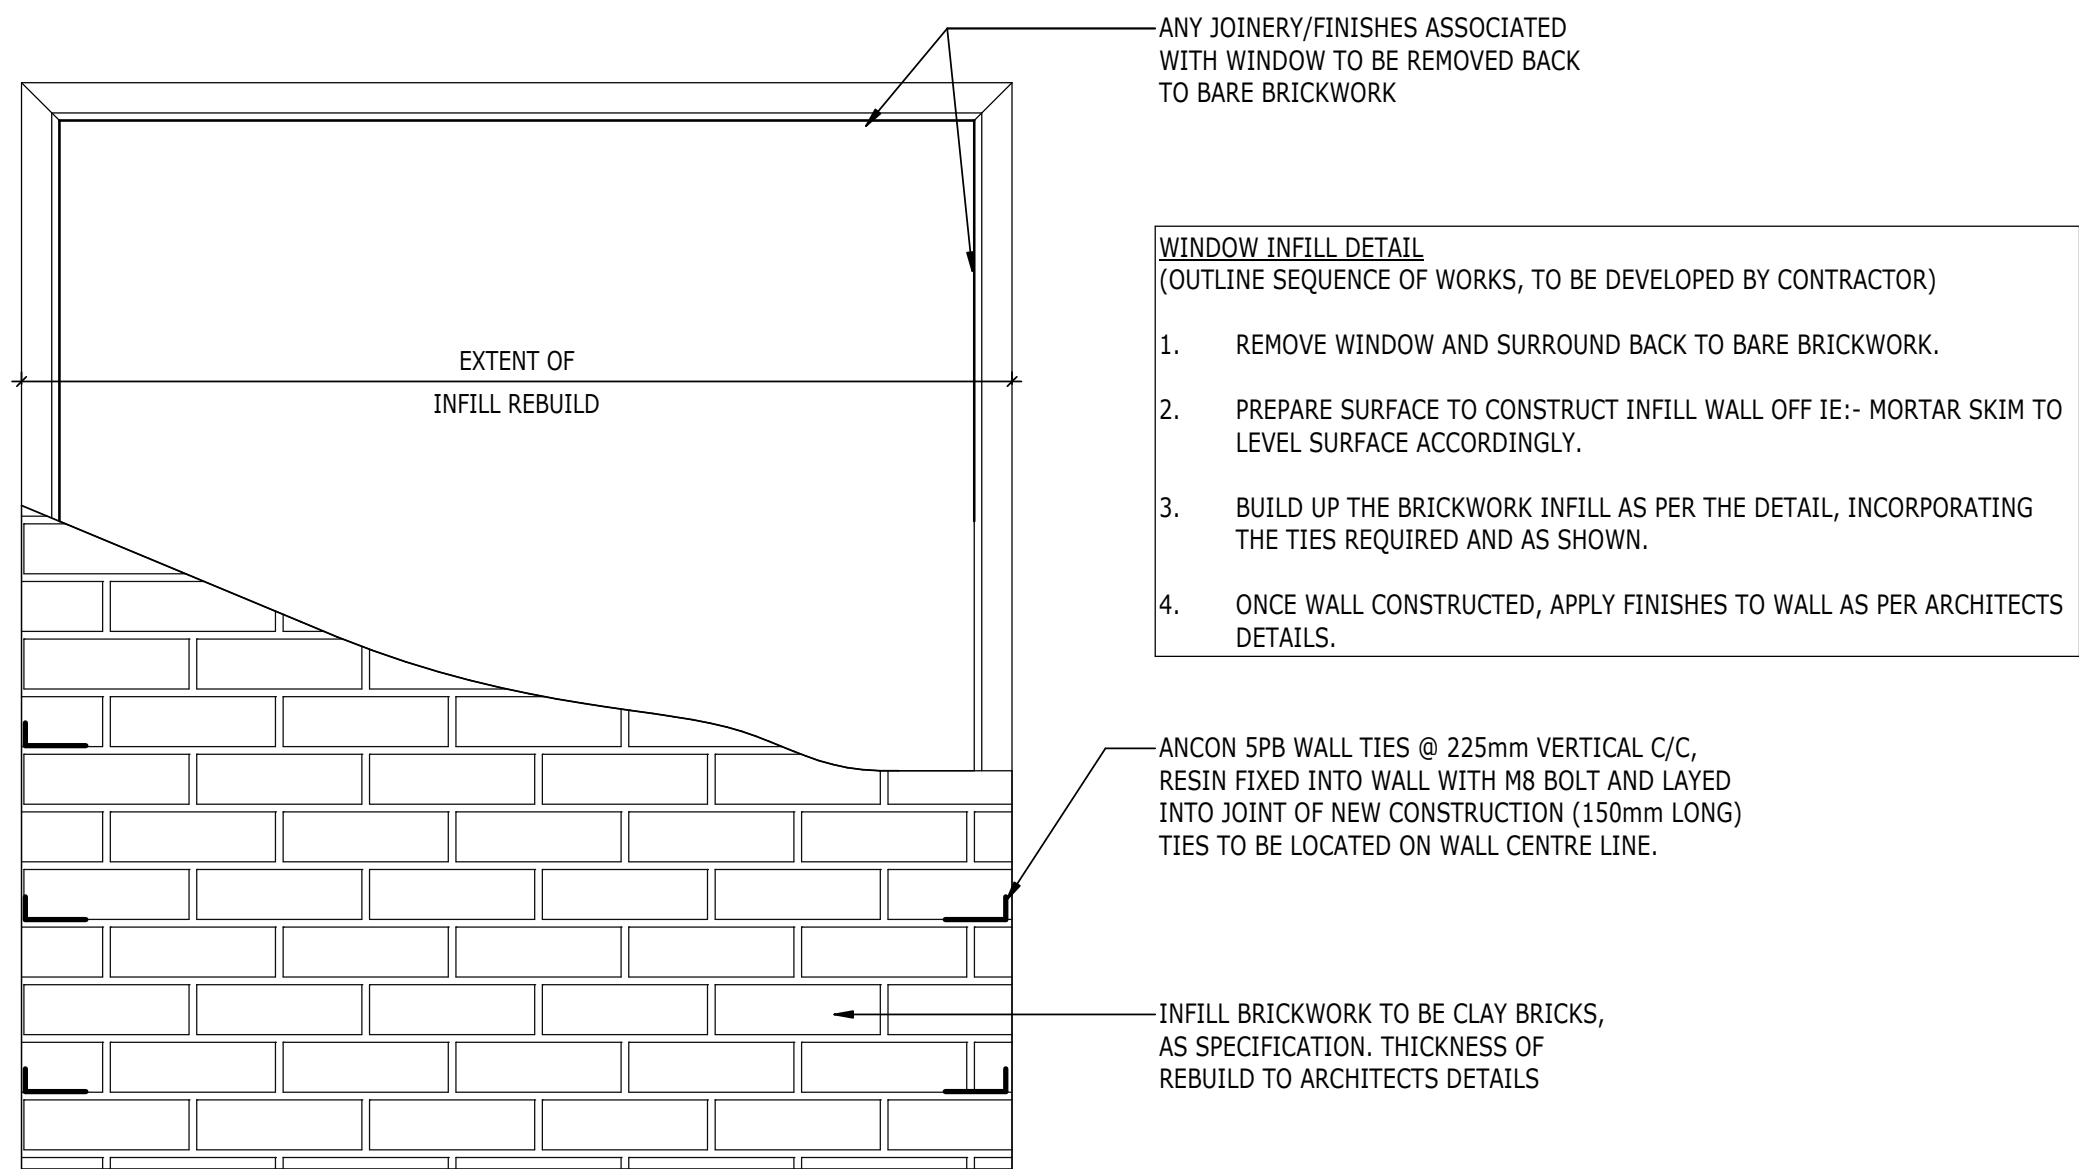 ANY JOINERY/FINISHES ASSOCIATED
WITH WINDOW TO BE REMOVED BACK
TO BARE BRICKWORK
WINDOW INFILL DETAIL
(OUTLINE SEQUENCE OF WORKS, TO BE DEVELOPED BY CONTRACTOR)
1. REMOVE WINDOW AND SURROUND BACK TO BARE BRICKWORK.
2. PREPARE SURFACE TO CONSTRUCT INFILL WALL OFF IE:- MORTAR SKIM TO
LEVEL SURFACE ACCORDINGLY.
3. BUILD UP THE BRICKWORK INFILL AS PER THE DETAIL, INCORPORATING
THE TIES REQUIRED AND AS SHOWN.
4. ONCE WALL CONSTRUCTED, APPLY FINISHES TO WALL AS PER ARCHITECTS
DETAILS.
EXTENT OF
INFILL REBUILD
ANCON 5PB WALL TIES @ 225mm VERTICAL C/C,
RESIN FIXED INTO WALL WITH M8 BOLT AND LAYED
INTO JOINT OF NEW CONSTRUCTION (150mm LONG)
TIES TO BE LOCATED ON WALL CENTRE LINE.
INFILL BRICKWORK TO BE CLAY BRICKS,
AS SPECIFICATION. THICKNESS OF
REBUILD TO ARCHITECTS DETAILS